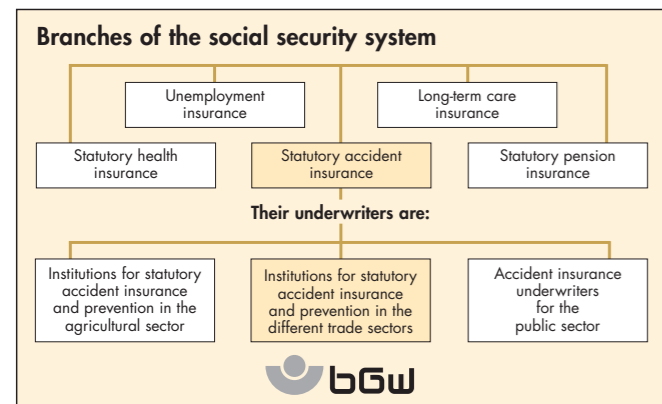 Branches of the social security system
Unemployment
insurance
Long-term care
insurance
Statutory health
insurance
Statutory accident
insurance
Statutory pension
insurance
Their underwriters are:
Institutions for statutory
accident insurance
and prevention in the
agricultural sector
Institutions for statutory
accident insurance
and prevention in the
different trade sectors
Accident insurance
underwriters
for the
public sector
bGW